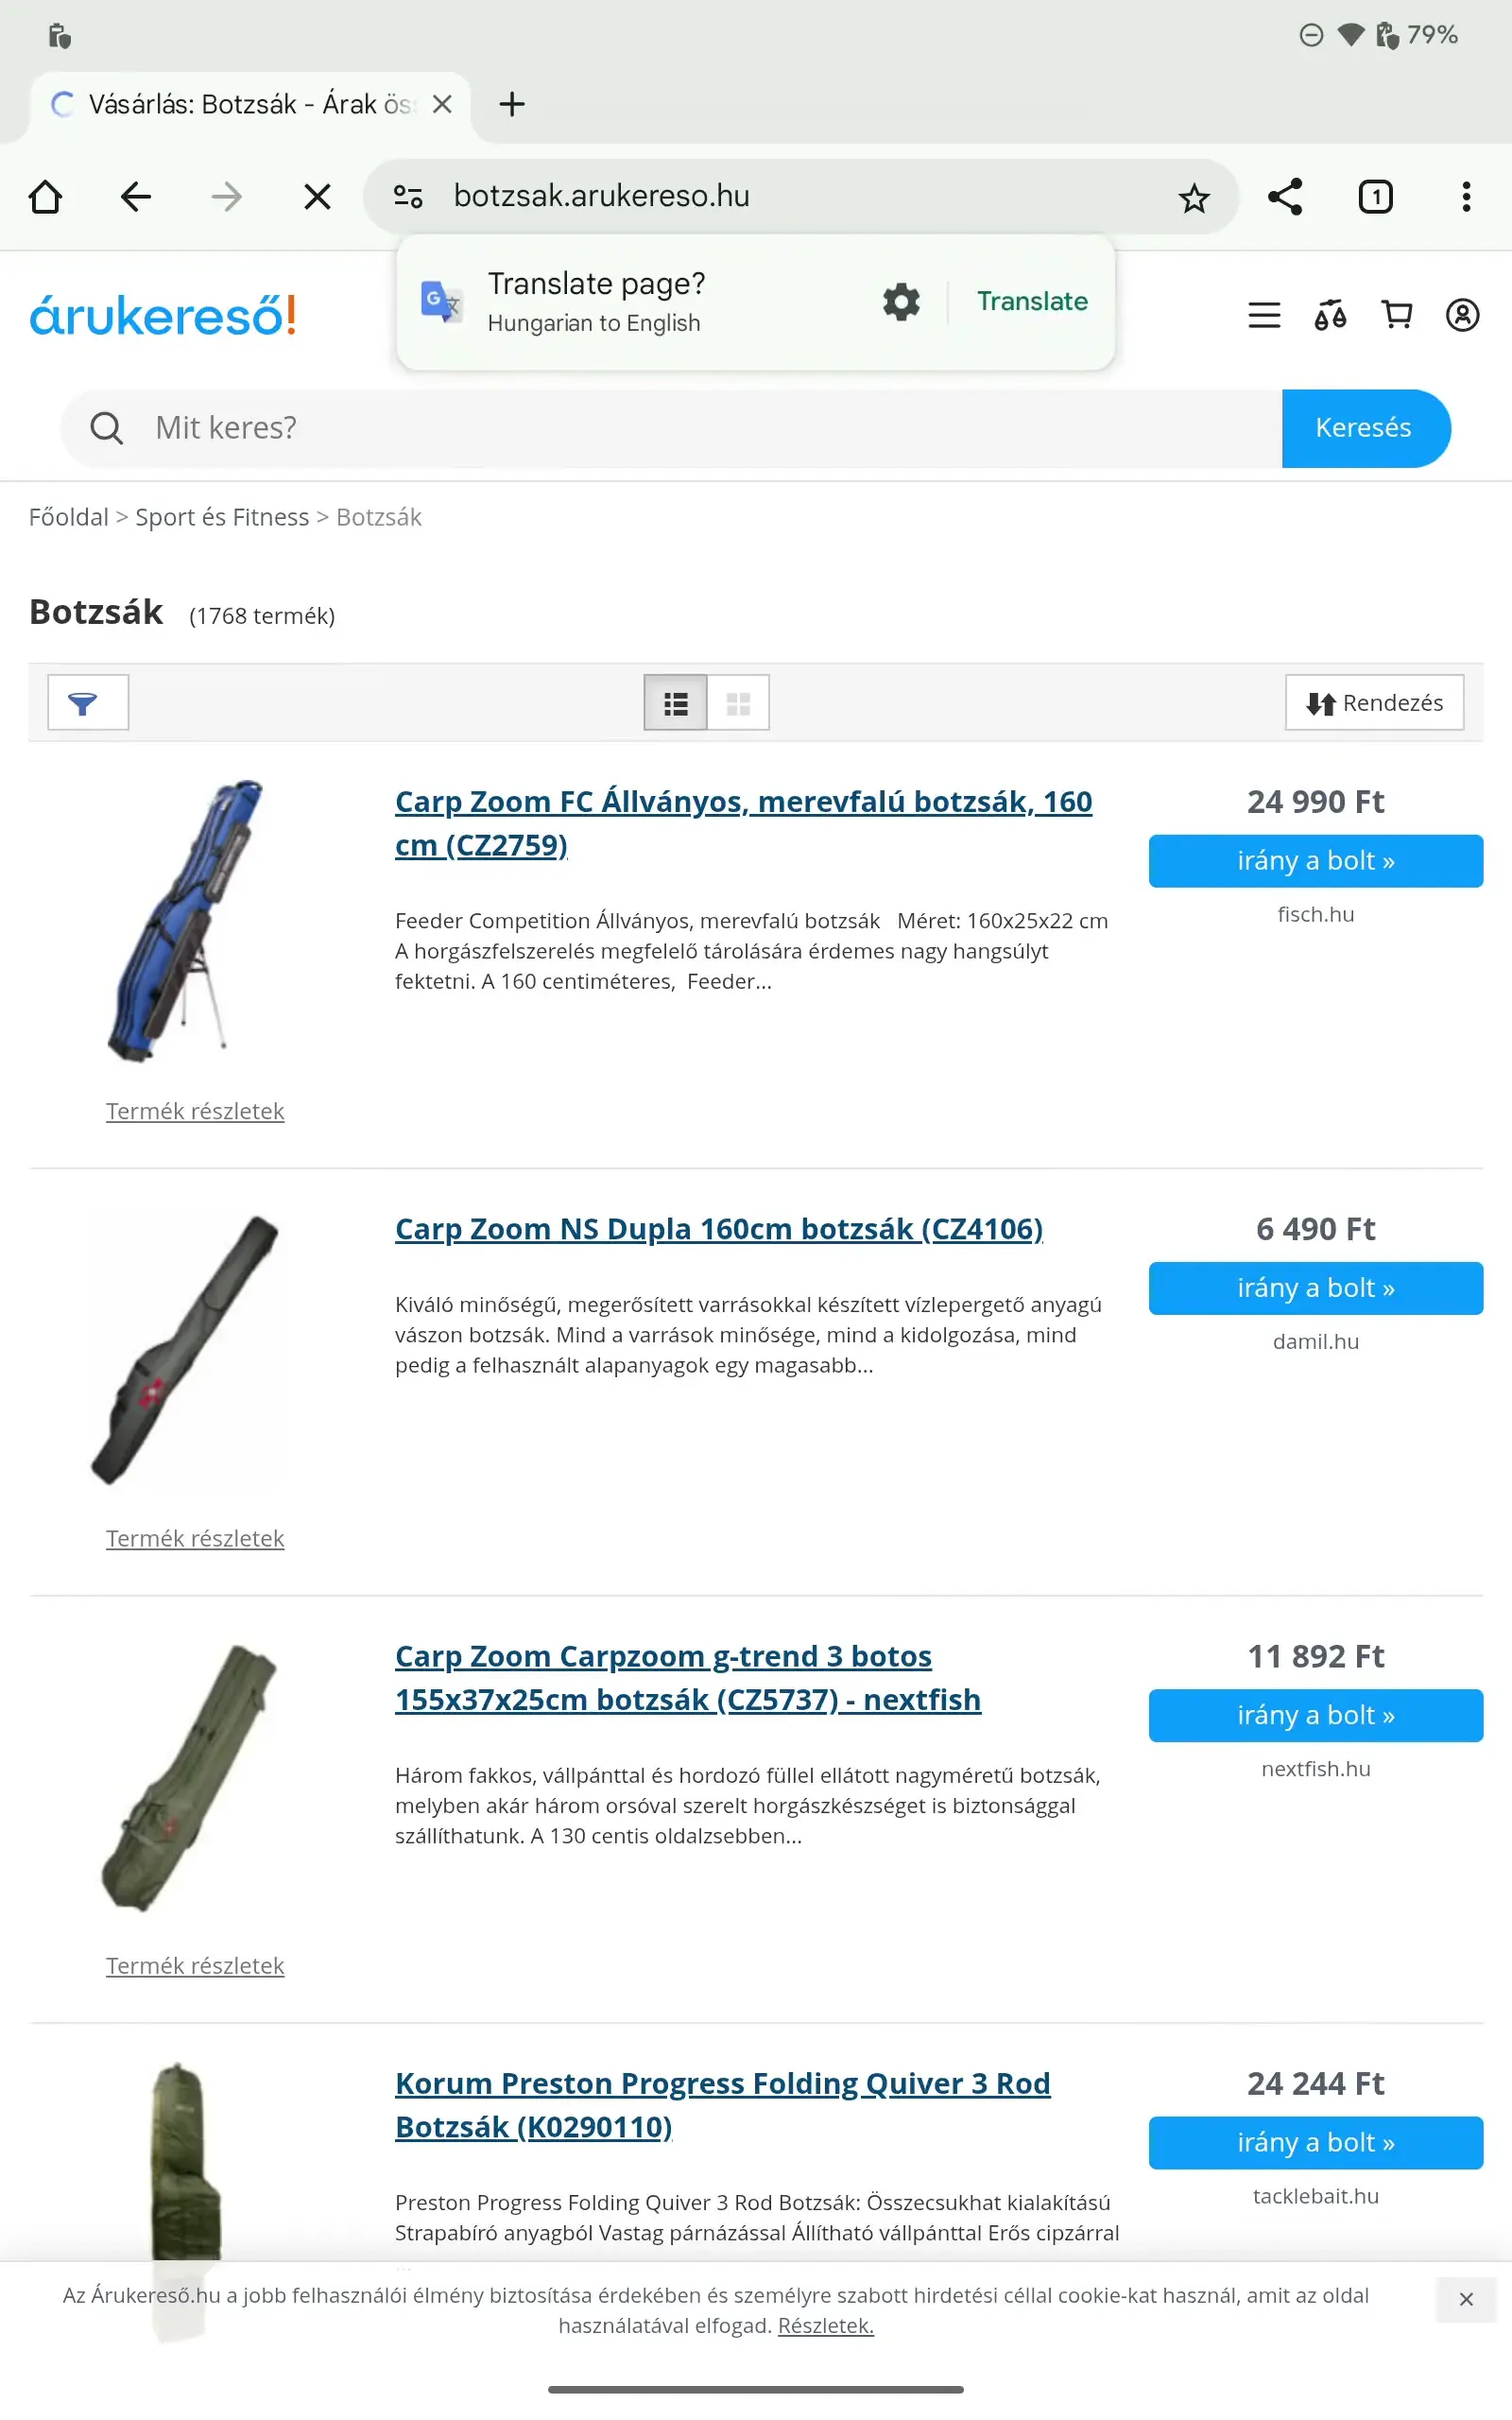 79%
Vásárlás: Botzsák - Árak ös
botzsak.arukereso.hu
1
Translate page?
Hungarian to English
Translate
árukereső!
Mit keres?
Keresés
Főoldal > Sport és Fitness > Botzsák
Botzsák (1768 termék)
Rendezés
Carp Zoom FC Állványos, merevfalú botzsák, 160
cm (CZ2759)
24 990 Ft
irány a bolt »
fisch.hu
Feeder Competition Állványos, merevfalú botzsák Méret: 160x25x22 cm
A horgászfelszerelés megfelelő tárolására érdemes nagy hangsúlyt
fektetni. A 160 centiméteres, Feeder...
Termék részletek
Carp Zoom NS Dupla 160cm botzsák (CZ4106)
6 490 Ft
irány a bolt »
damil.hu
Kiváló minőségű, megerősített varrásokkal készített vízlepergető anyagú
vászon botzsák. Mind a varrások minősége, mind a kidolgozása, mind
pedig a felhasznált alapanyagok egy magasabb...
Termék részletek
Carp Zoom Carpzoom g-trend 3 botos
155x37x25cm botzsák (CZ5737) - nextfish
11 892 Ft
irány a bolt »
nextfish.hu
Három fakkos, vállpánttal és hordozó füllel ellátott nagyméretű botzsák,
melyben akár három orsóval szerelt horgászkészséget is biztonsággal
szállíthatunk. A 130 centis oldalzsebben...
Termék részletek
Korum Preston Progress Folding Quiver 3 Rod
Botzsák (K0290110)
24 244 Ft
irány a bolt »
tacklebait.hu
Preston Progress Folding Quiver 3 Rod Botzsák: Összecsukhat kialakítású
Strapabíró anyagból Vastag párnázással Állítható vállpánttal Erős cipzárral
...
Az Árukereső.hu a jobb felhasználói élmény biztosítása érdekében és személyre szabott hirdetési céllal cookie-kat használ, amit az oldal
használatával elfogad. Részletek.